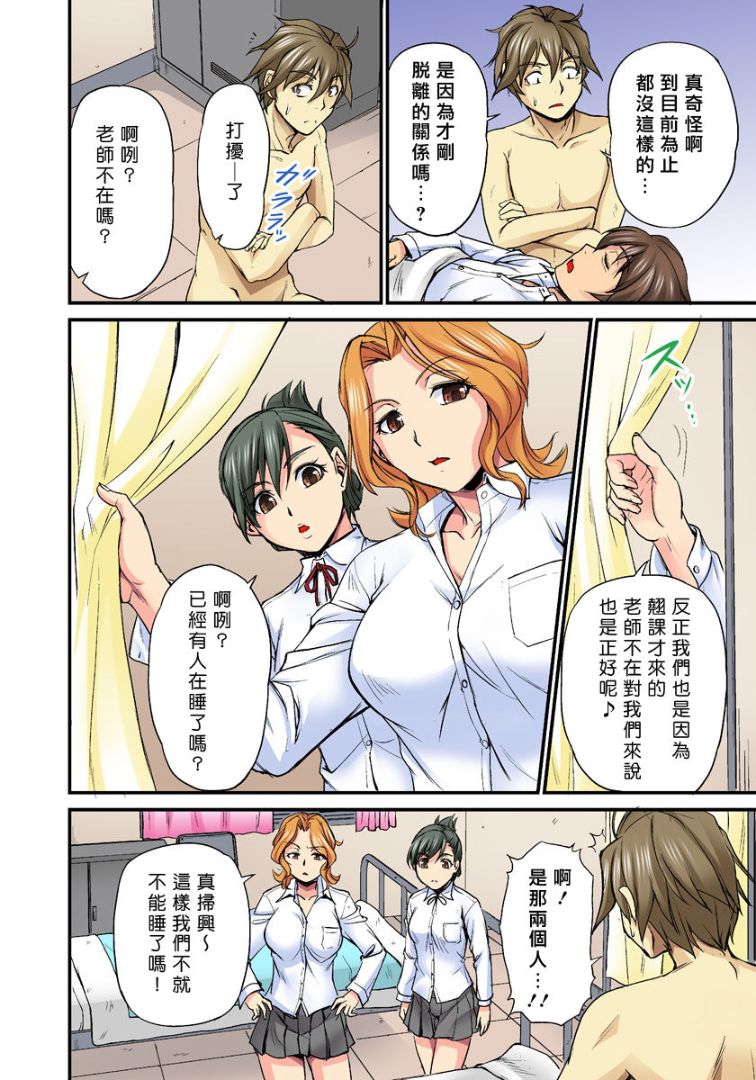 真奇怪啊
到目前為止
都沒這樣的…
是因為才剛
脫離的關係嗎…？
打擾—了
ガララッ
啊咧？
老師不在嗎？
スッ…
反正我們也是因為
翹課才來的
老師不在對我們來說
也是正好呢♪
啊咧？
已經有人在睡了嗎？
啊！
是那兩個人…!!
真掃興～
這樣我們不就
不能睡了嗎！